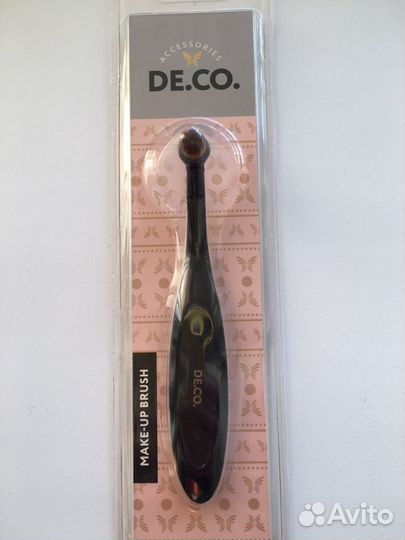 ACCESSORIES
DE.CO.
DE.CO.
MAKE-UP BRUSH
Avito